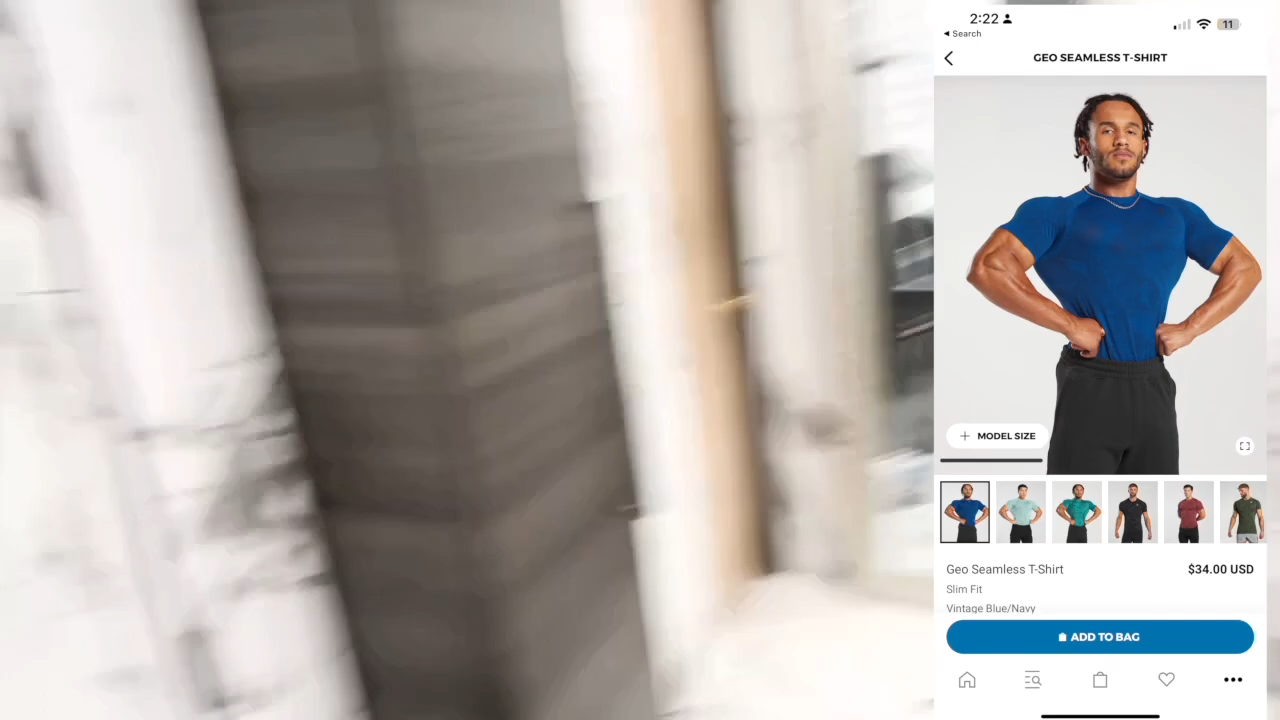 2:22
◀ Search
11
GEO SEAMLESS T-SHIRT
+ MODEL SIZE
Geo Seamless T-Shirt
$34.00 USD
Slim Fit
Vintage Blue/Navy
ADD TO BAG